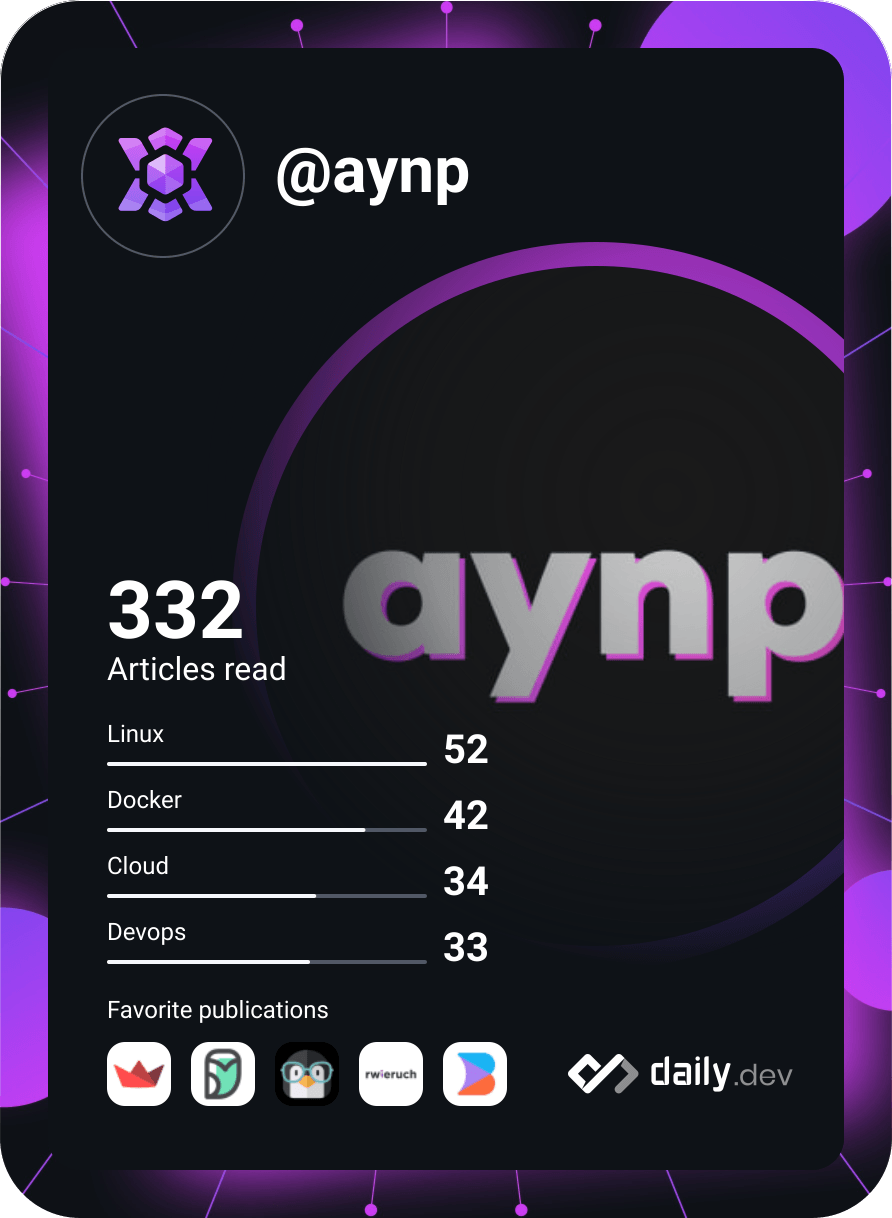 @aynp
aynp
332
Articles read
Linux
52
Docker
42
Cloud
34
Devops
33
Favorite publications
rwieruch
daily.dev